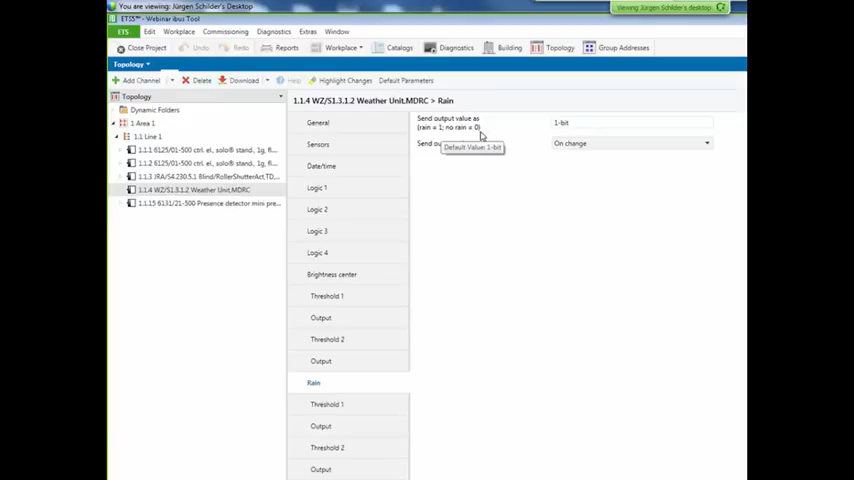 You are viewing: Jürgen Schilder's Desktop
Viewing Jürgen Schilder's desktop
ETS5™ - Webinar ibus Tool
ETS Edit Workplace Commissioning Diagnostics Extras Window
Close Project Undo Redo Reports Workplace Catalogs Diagnostics Building Topology Group Addresses
Topology
Add Channel Delete Download Help Highlight Changes Default Parameters
Topology
Dynamic Folders
1 Area 1
1.1 Line 1
1.1.1 6125/01-500 ctrl. el., solo® stand., 1g, fl....
1.1.2 6125/01-500 ctrl. el., solo® stand., 1g, fl....
1.1.3 JRA/S4.230.5.1 Blind/RollerShutterAct,TD,...
1.1.4 WZ/S1.3.1.2 Weather Unit,MDRC
1.1.15 6131/21-500 Presence detector mini pre...
1.1.4 WZ/S1.3.1.2 Weather Unit,MDRC > Rain
General
Sensors
Date/time
Logic 1
Logic 2
Logic 3
Logic 4
Brightness center
Threshold 1
Output
Threshold 2
Output
Rain
Threshold 1
Output
Threshold 2
Output
Send output value as
(rain = 1; no rain = 0)
1-bit
Send ou
On change
Default Value: 1-bit